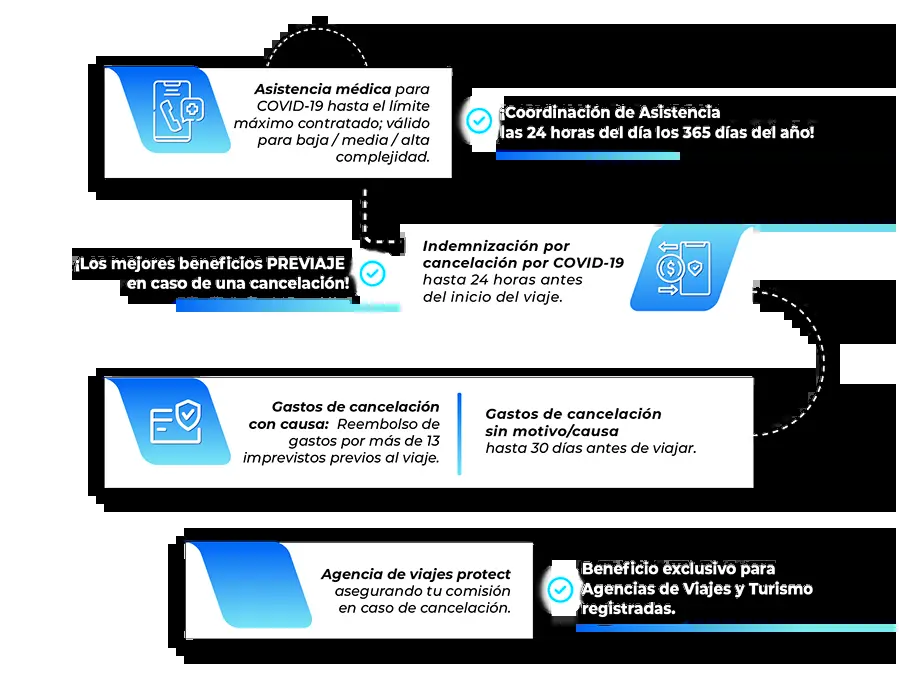 Asistencia médica para
COVID-19 hasta el límite
máximo contratado; válido
para baja / media / alta
complejidad.
¡Coordinación de Asistencia
las 24 horas del día los 365 días del año!
¡Los mejores beneficios PREVIAJE
en caso de una cancelación!
Indemnización por
cancelación por COVID-19
hasta 24 horas antes
del inicio del viaje.
Gastos de cancelación
con causa: Reembolso de
gastos por más de 13
imprevistos previos al viaje.
Gastos de cancelación
sin motivo/causa
hasta 30 días antes de viajar.
Agencia de viajes protect
asegurando tu comisión
en caso de cancelación.
Beneficio exclusivo para
Agencias de Viajes y Turismo
registradas.